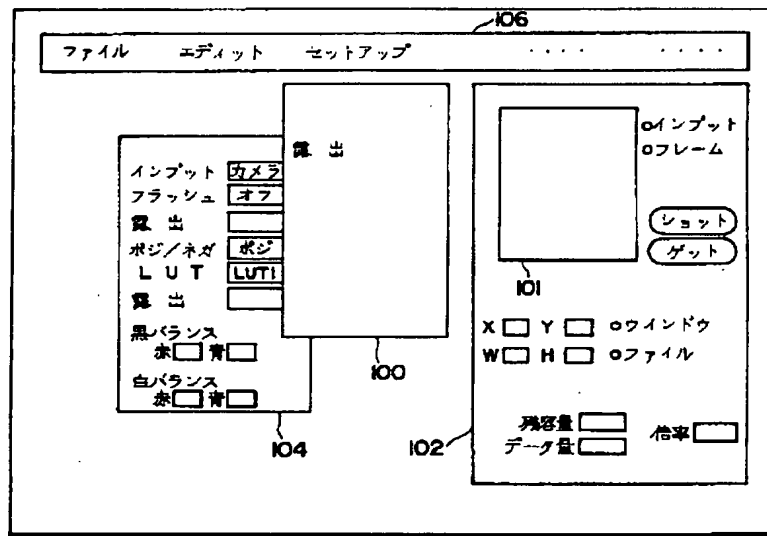 106
ファイル エディット セットアップ ････ ････
露出
インプット カメラ
フラッシュ オフ
露出
ポジ/ネガ ポジ
LUT LUT1
露出
黒バランス
赤 青
白バランス
赤 青
104
100
インプット
フレーム
ショット
ゲット
101
X Y ウインドウ
W H ファイル
残容量
データ量
倍率
102